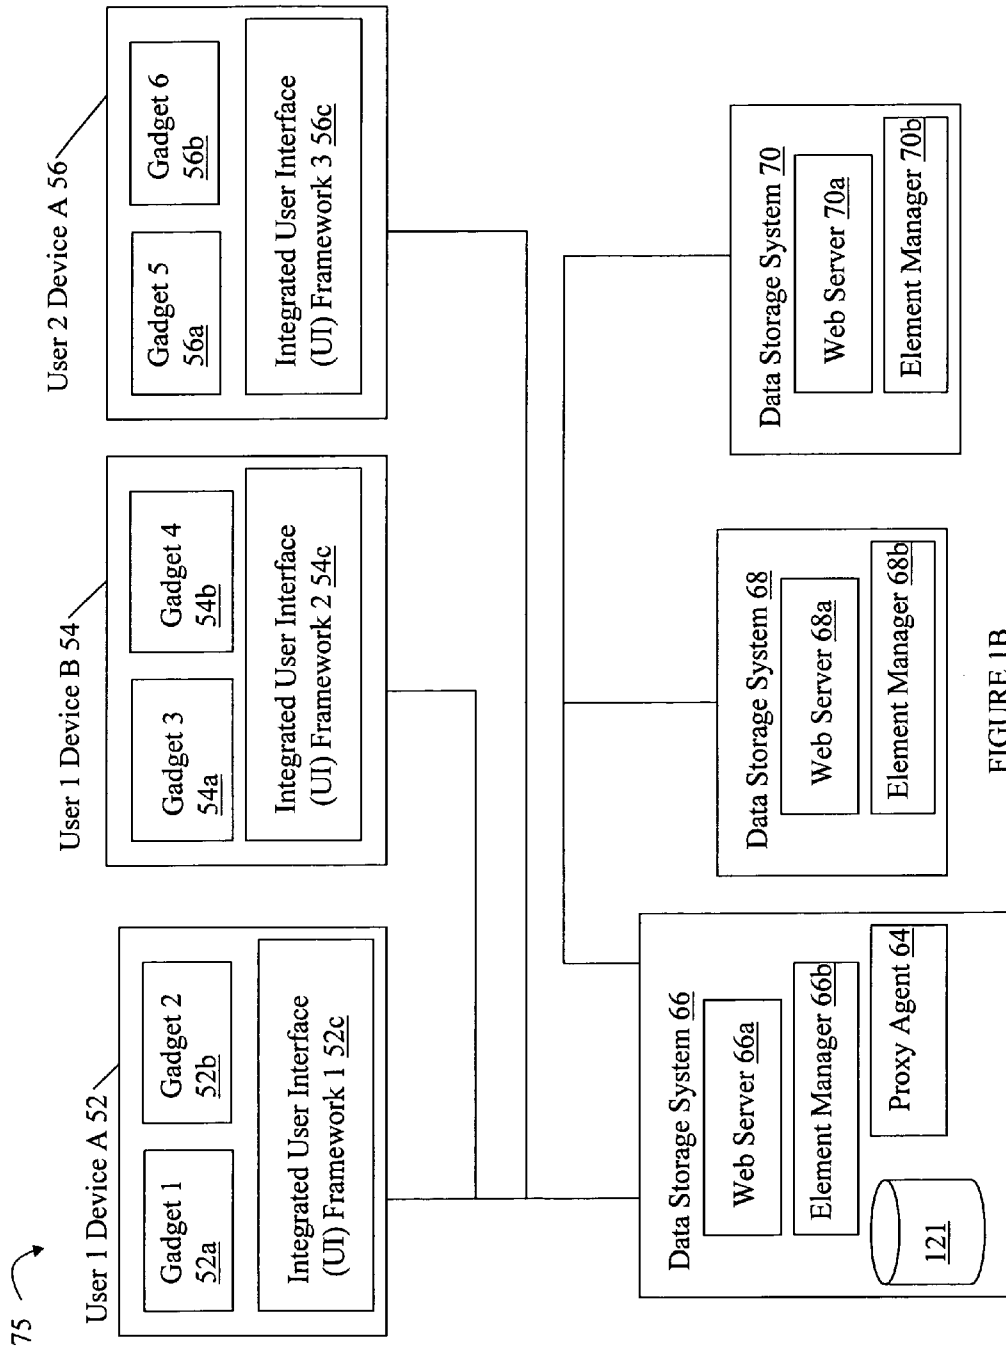 75
User 1 Device A 52
Gadget 1
52a
Gadget 2
52b
Integrated User Interface
(UI) Framework 1 52c
User 1 Device B 54
Gadget 3
54a
Gadget 4
54b
Integrated User Interface
(UI) Framework 2 54c
User 2 Device A 56
Gadget 5
56a
Gadget 6
56b
Integrated User Interface
(UI) Framework 3 56c
Data Storage System 66
Web Server 66a
Element Manager 66b
Proxy Agent 64
121
Data Storage System 68
Web Server 68a
Element Manager 68b
Data Storage System 70
Web Server 70a
Element Manager 70b
FIGURE 1B